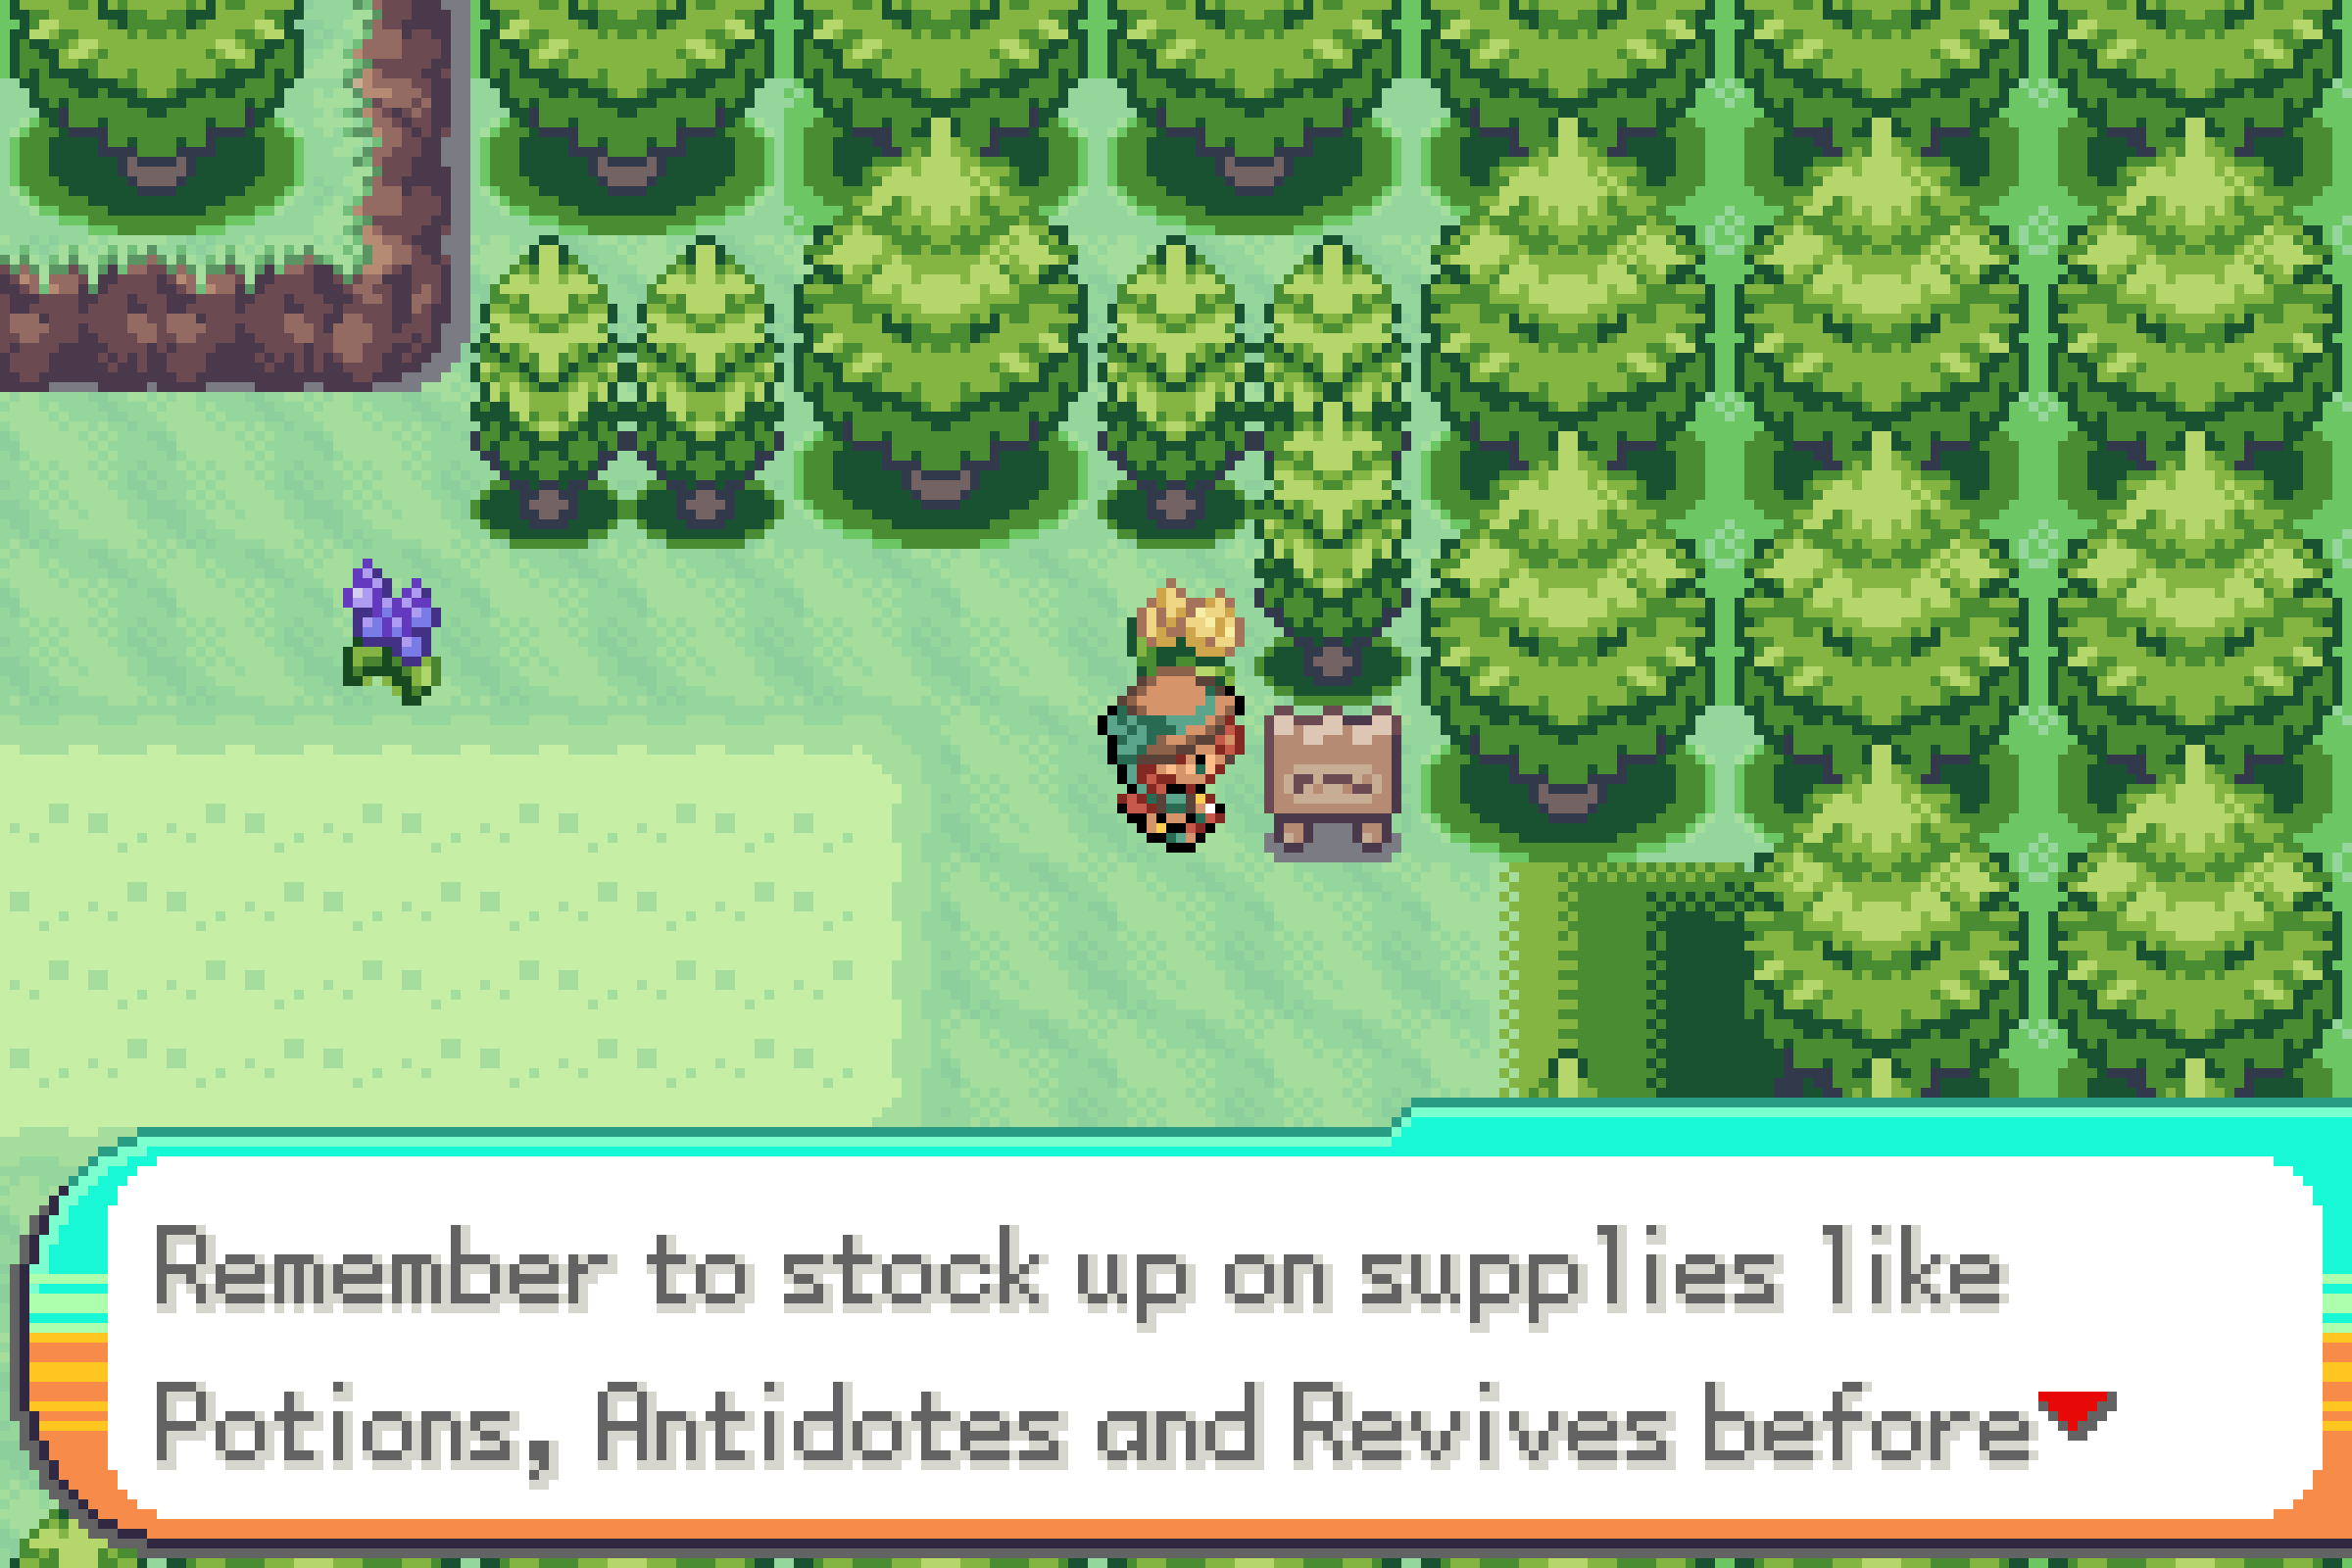 Remember to stock up on supplies like
Potions, Antidotes and Revives before